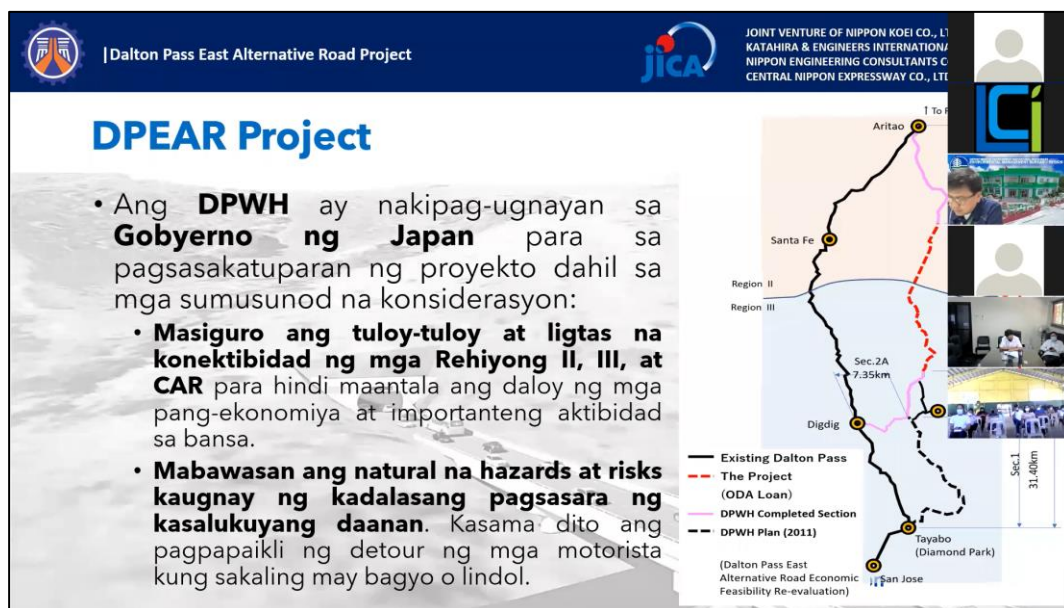 |Dalton Pass East Alternative Road Project
jica
JOINT VENTURE OF NIPPON KOEI CO., LT
KATAHIRA & ENGINEERS INTERNATIONA
NIPPON ENGINEERING CONSULTANTS C
CENTRAL NIPPON EXPRESSWAY CO., LTD
LCi
DPEAR Project
• Ang DPWH ay nakipag-ugnayan sa
Gobyerno ng Japan para sa
pagsasakatuparan ng proyekto dahil sa
mga sumusunod na konsiderasyon:
• Masiguro ang tuloy-tuloy at ligtas na
konektibidad ng mga Rehiyong II, III, at
CAR para hindi maantala ang daloy ng mga
pang-ekonomiya at importanteng aktibidad
sa bansa.
• Mabawasan ang natural na hazards at risks
kaugnay ng kadalasang pagsasara ng
kasalukuyang daanan. Kasama dito ang
pagpapaikli ng detour ng mga motorista
kung sakaling may bagyo o lindol.
↑ To
Aritao
Santa Fe
Region II
Region III
Sec.2A
7.35km
Digdig
Sec.1
31.40km
Existing Dalton Pass
The Project
(ODA Loan)
DPWH Completed Section
DPWH Plan (2011)
Tayabo
(Diamond Park)
San Jose
(Dalton Pass East
Alternative Road Economic
Feasibility Re-evaluation)